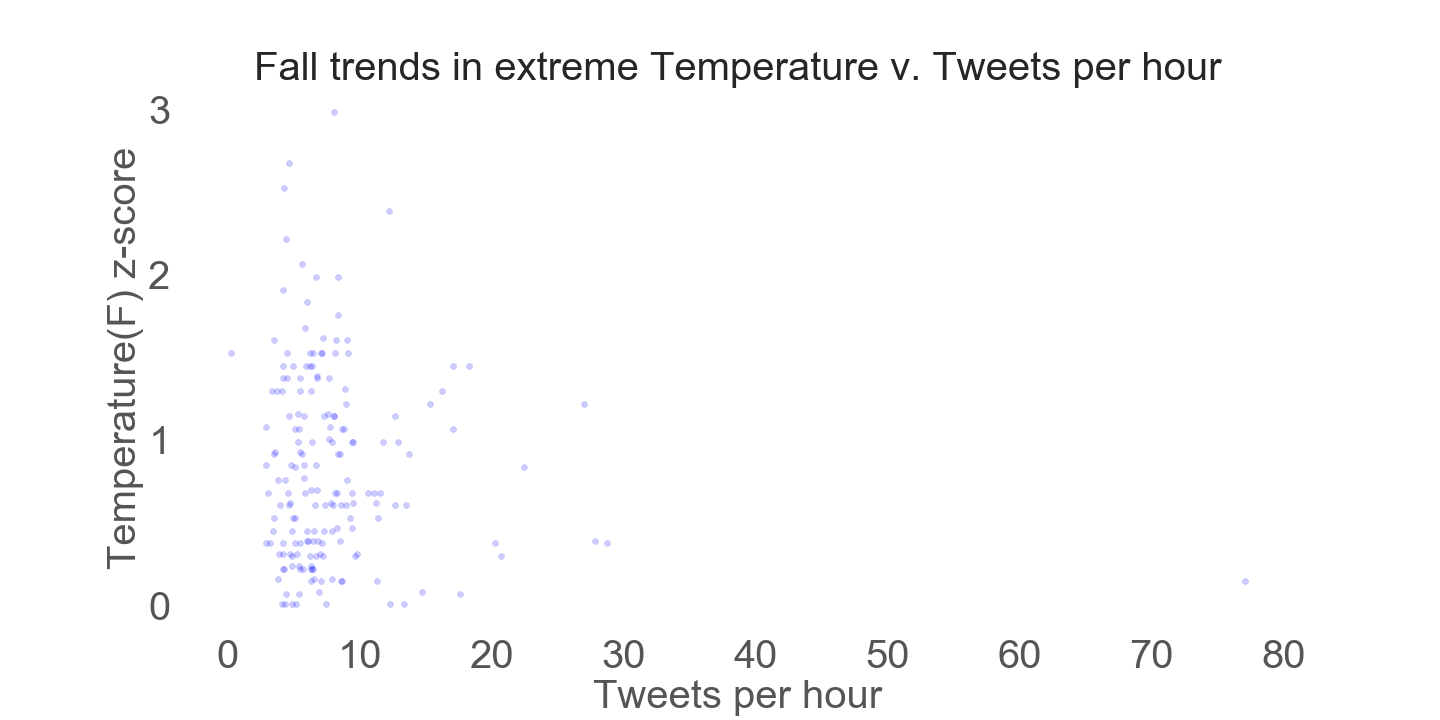 Fall trends in extreme Temperature v. Tweets per hour
3
2
1
0
Temperature(F) z-score
0 10 20 30 40 50 60 70 80
Tweets per hour